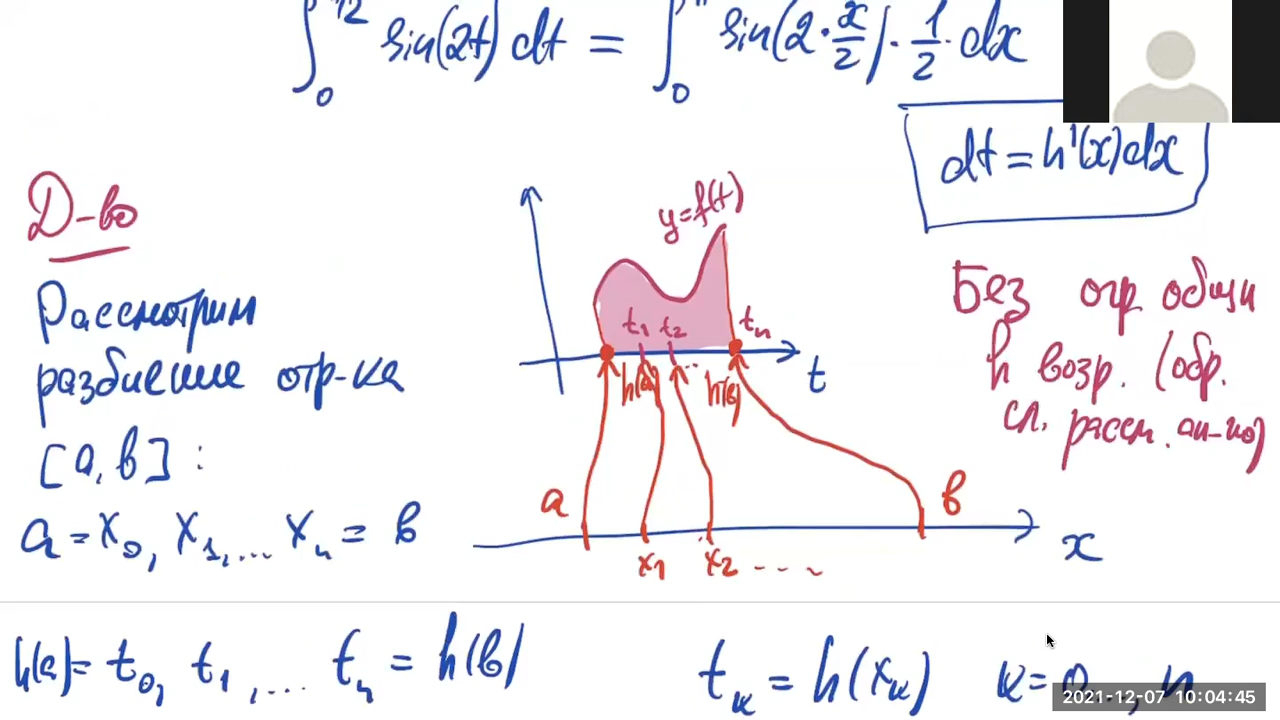 ∫₀ sin(2t) dt = ∫₀ sin(2·x/2)·1/2·dx
dt = h'(x)dx
Д-во
y=f(t)
Рассмотрим
разбиение отр-ка
[a, b] :
a = x₀, x₁, ... xₙ = b
Без огр общи
h возр. (обр.
сл. рассм. ан-но)
t₁ t₂ tₙ
h(a) h(b)
t
a b
x₁ x₂ - - - -
x
h(a)= t₀, t₁, ... tₙ = h(b)
tₖ = h(xₖ) k=0..., n
2021-12-07 10:04:45